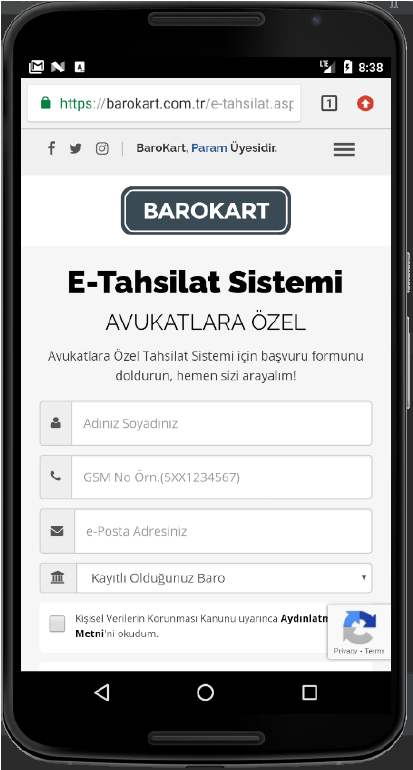 8:38
https://barokart.com.tr/e-tahsilat.asp
1
BaroKart, Param Üyesidir.
BAROKART
E-Tahsilat Sistemi
AVUKATLARA ÖZEL
Avukatlara Özel Tahsilat Sistemi için başvuru formunu
doldurun, hemen sizi arayalım!
Adınız Soyadınız
GSM No Örn.(5XX1234567)
e-Posta Adresiniz
Kayıtlı Olduğunuz Baro
Kişisel Verilerin Korunması Kanunu uyarınca Aydınlatm
Metni'ni okudum.
Privacy - Terms